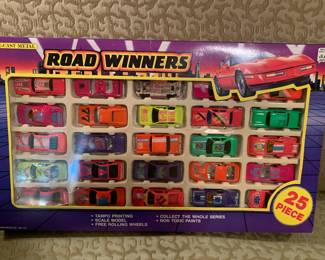 DIE-CAST METAL
ROAD WINNERS
25
PIECE
• TAMPO PRINTING
• SCALE MODEL
• FREE ROLLING WHEELS
• COLLECT THE WHOLE SERIES
• NON TOXIC PAINTS